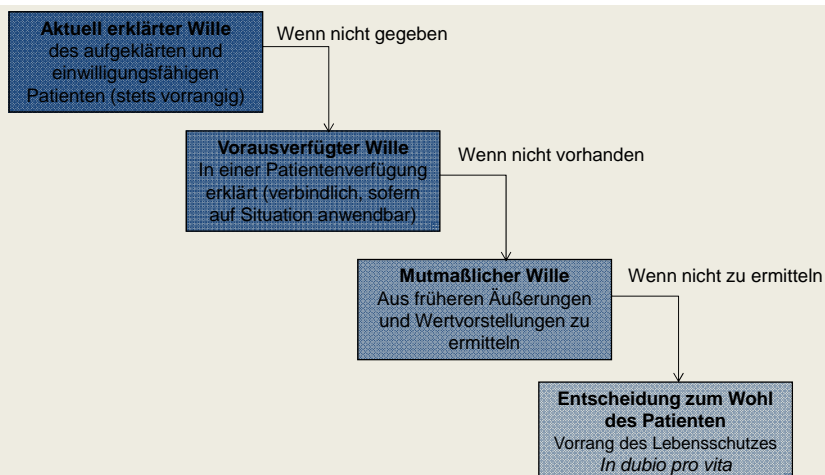 Aktuell erklärter Wille
des aufgeklärten und
einwilligungsfähigen
Patienten (stets vorrangig)
Wenn nicht gegeben
Vorausverfügter Wille
In einer Patientenverfügung
erklärt (verbindlich, sofern
auf Situation anwendbar)
Wenn nicht vorhanden
Mutmaßlicher Wille
Aus früheren Äußerungen
und Wertvorstellungen zu
ermitteln
Wenn nicht zu ermitteln
Entscheidung zum Wohl
des Patienten
Vorrang des Lebensschutzes
In dubio pro vita